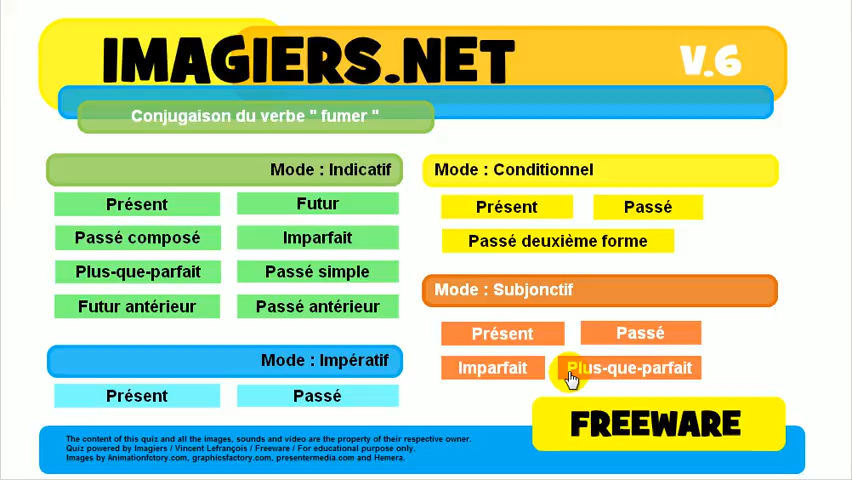 IMAGIERS.NET
V.6
Conjugaison du verbe " fumer "
Mode : Indicatif
Présent
Futur
Passé composé
Imparfait
Plus-que-parfait
Passé simple
Futur antérieur
Passé antérieur
Mode : Impératif
Présent
Passé
Mode : Conditionnel
Présent
Passé
Passé deuxième forme
Mode : Subjonctif
Présent
Passé
Imparfait
Plus-que-parfait
FREEWARE
The content of this quiz and all the images, sounds and video are the property of their respective owner.
Quiz powered by Imagiers / Vincent Lefrançois / Freeware / For educational purpose only.
Images by Animationfctory.com, graphicsfactory.com, presentermedia.com and Hemera.